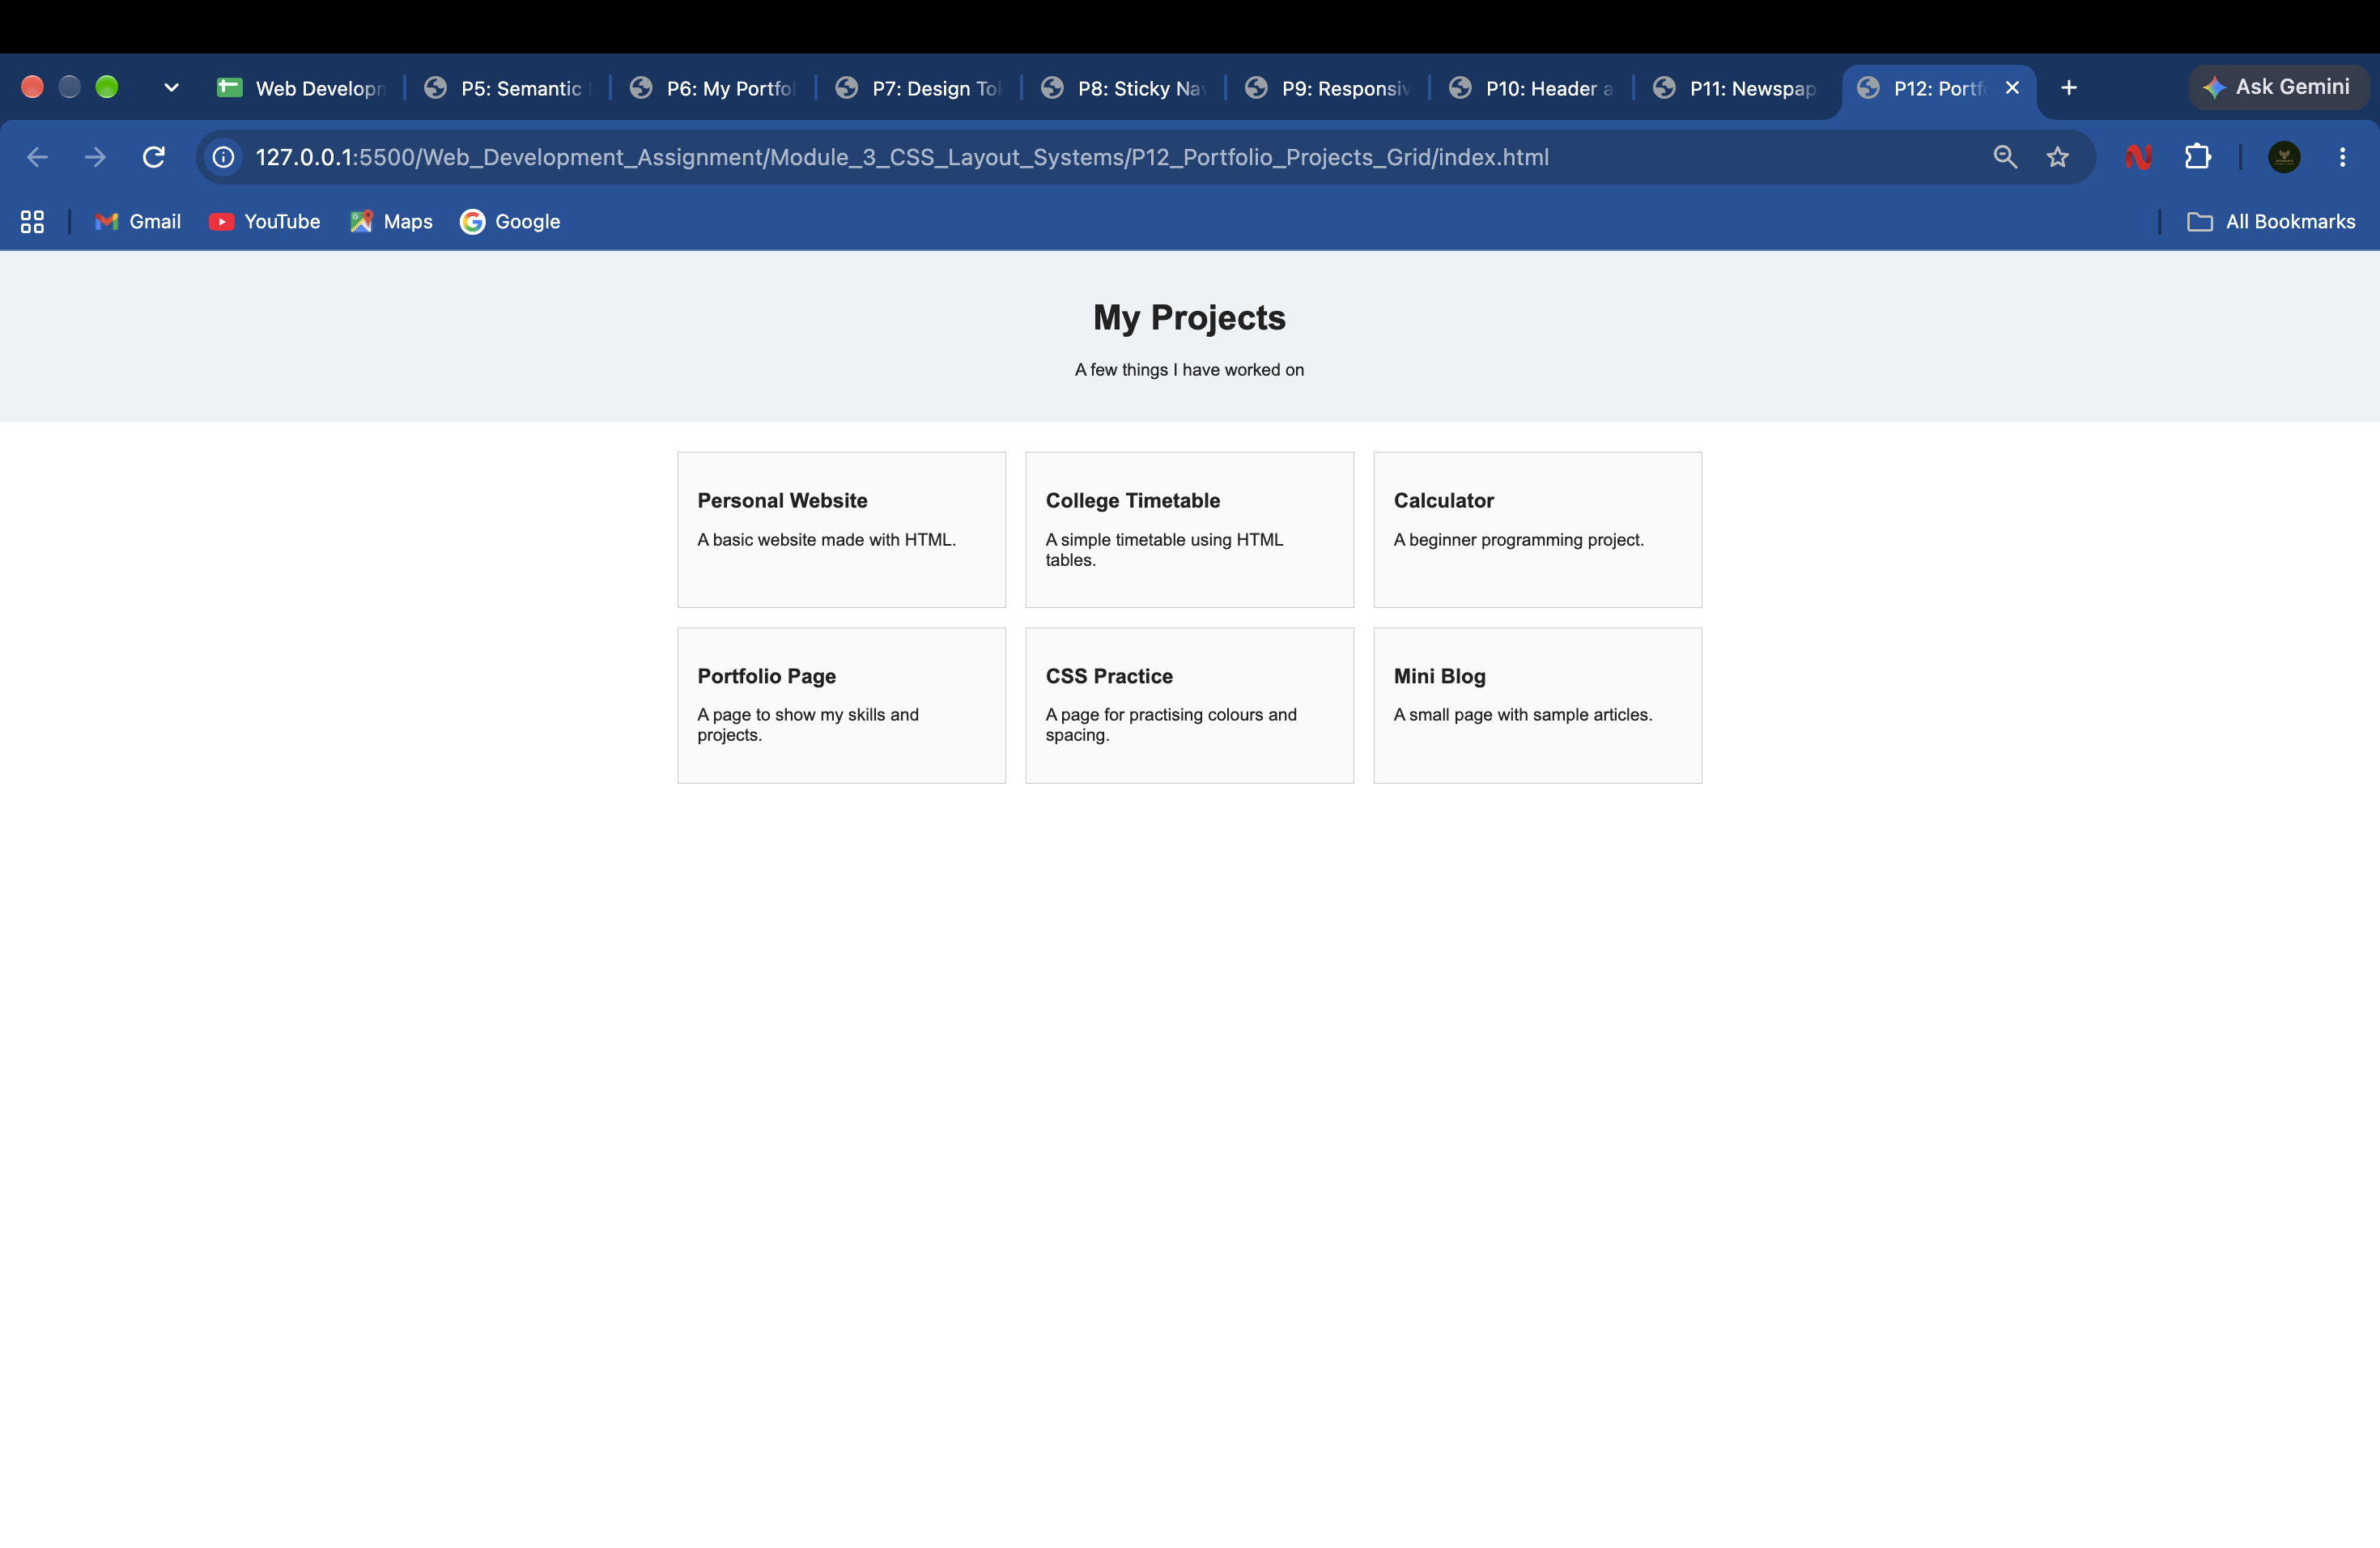 Web Developm
P5: Semantic
P6: My Portfol
P7: Design Tok
P8: Sticky Nav
P9: Responsiv
P10: Header a
P11: Newspap
P12: Portf
Ask Gemini
127.0.0.1:5500/Web_Development_Assignment/Module_3_CSS_Layout_Systems/P12_Portfolio_Projects_Grid/index.html
Gmail
YouTube
Maps
Google
All Bookmarks
My Projects
A few things I have worked on
Personal Website
A basic website made with HTML.
College Timetable
A simple timetable using HTML
tables.
Calculator
A beginner programming project.
Portfolio Page
A page to show my skills and
projects.
CSS Practice
A page for practising colours and
spacing.
Mini Blog
A small page with sample articles.